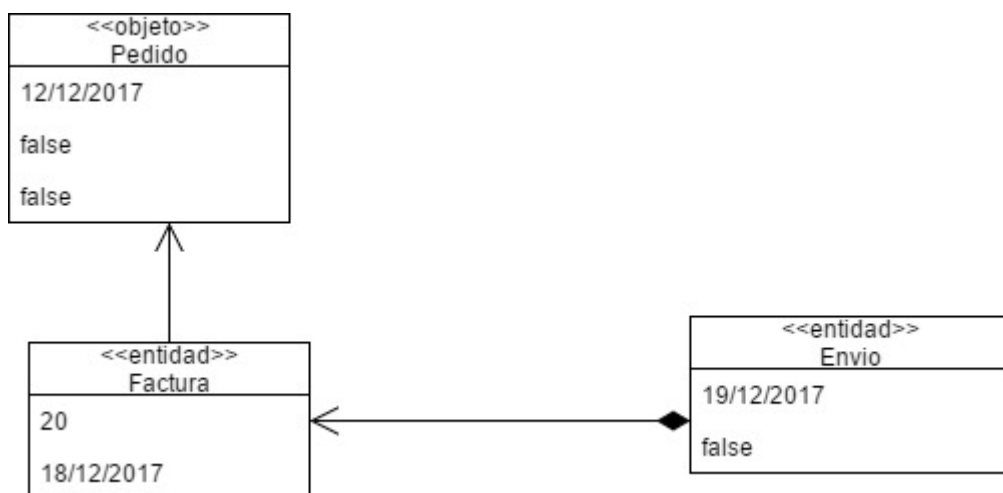 <<objeto>>
Pedido
12/12/2017
false
false
<<entidad>>
Factura
20
18/12/2017
<<entidad>>
Envio
19/12/2017
false